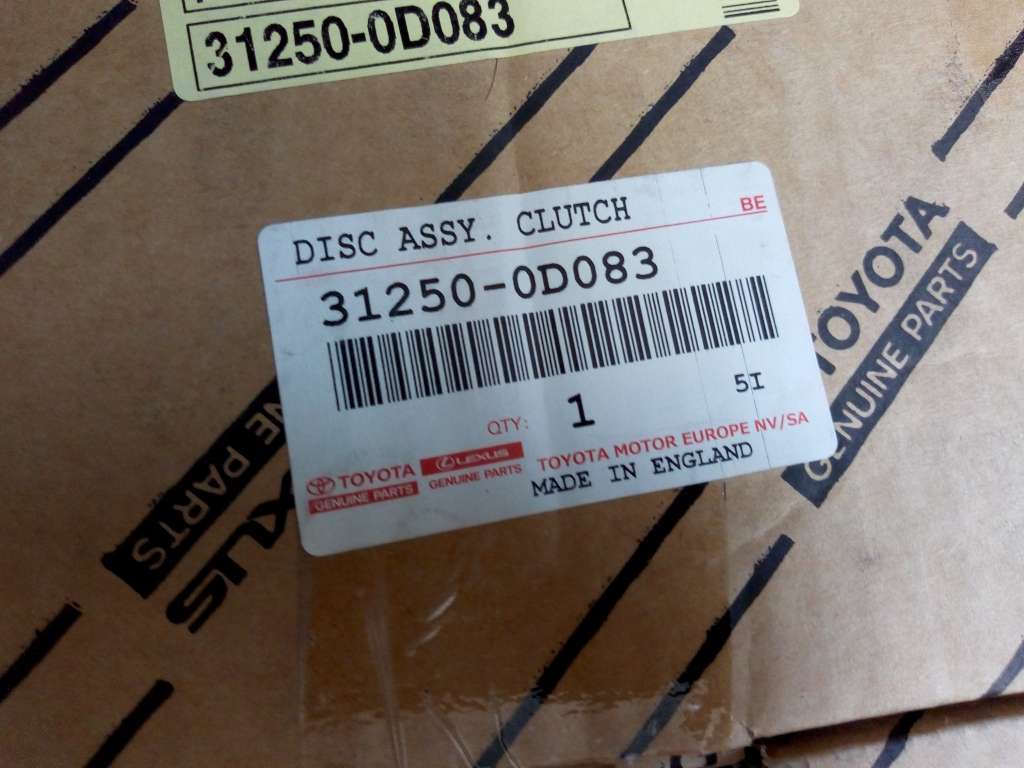 31250-0D083
DISC ASSY. CLUTCH
BE
31250-0D083
QTY: 1
5I
TOYOTA
GENUINE PARTS
LEXUS
GENUINE PARTS
TOYOTA MOTOR EUROPE NV/SA
MADE IN ENGLAND
TOYOTA
GENUINE PARTS
PARTS